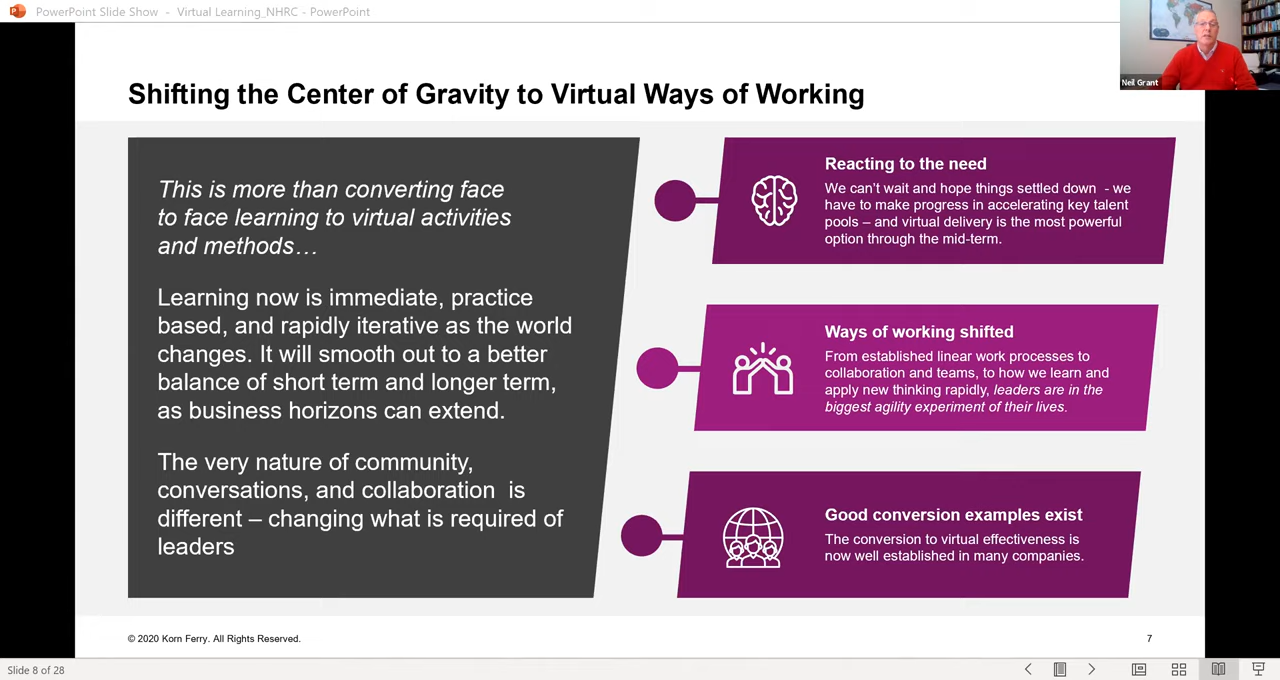 PowerPoint Slide Show - Virtual Learning_NHRC - PowerPoint
Neil Grant
Shifting the Center of Gravity to Virtual Ways of Working
This is more than converting face
to face learning to virtual activities
and methods…
Learning now is immediate, practice
based, and rapidly iterative as the world
changes. It will smooth out to a better
balance of short term and longer term,
as business horizons can extend.
The very nature of community,
conversations, and collaboration is
different – changing what is required of
leaders
Reacting to the need
We can't wait and hope things settled down - we
have to make progress in accelerating key talent
pools – and virtual delivery is the most powerful
option through the mid-term.
Ways of working shifted
From established linear work processes to
collaboration and teams, to how we learn and
apply new thinking rapidly, leaders are in the
biggest agility experiment of their lives.
Good conversion examples exist
The conversion to virtual effectiveness is
now well established in many companies.
© 2020 Korn Ferry. All Rights Reserved.
7
Slide 8 of 28